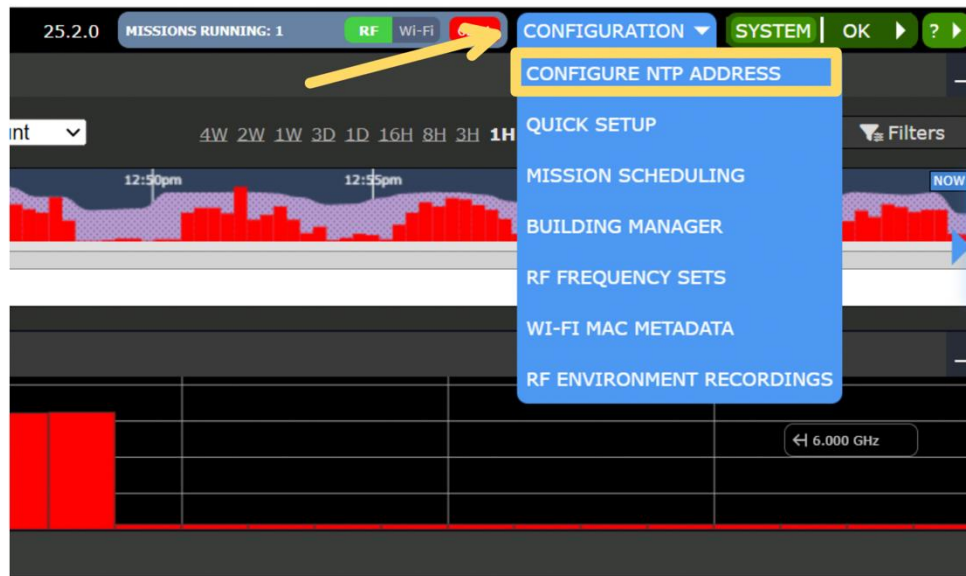 25.2.0 MISSIONS RUNNING: 1 RF Wi-Fi CONFIGURATION SYSTEM OK ?
CONFIGURE NTP ADDRESS
QUICK SETUP
4W 2W 1W 3D 1D 16H 8H 3H 1H
Filters
MISSION SCHEDULING
12:50pm 12:55pm NOW
BUILDING MANAGER
RF FREQUENCY SETS
WI-FI MAC METADATA
RF ENVIRONMENT RECORDINGS
6.000 GHz